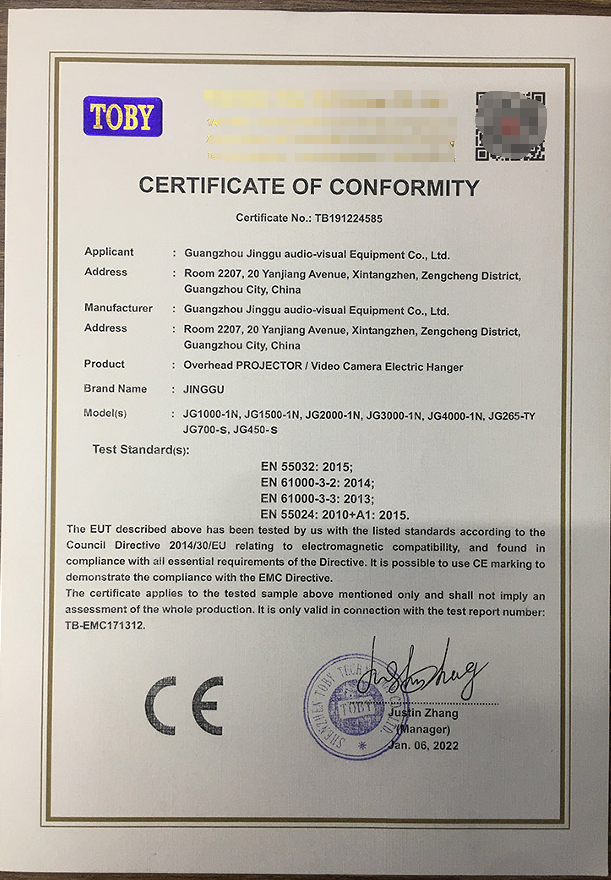 TOBY
CERTIFICATE OF CONFORMITY
Certificate No.: TB191224585
Applicant : Guangzhou Jinggu audio-visual Equipment Co., Ltd.
Address : Room 2207, 20 Yanjiang Avenue, Xintangzhen, Zengcheng District,
Guangzhou City, China
Manufacturer : Guangzhou Jinggu audio-visual Equipment Co., Ltd.
Address : Room 2207, 20 Yanjiang Avenue, Xintangzhen, Zengcheng District,
Guangzhou City, China
Product : Overhead PROJECTOR / Video Camera Electric Hanger
Brand Name : JINGGU
Model(s) : JG1000-1N, JG1500-1N, JG2000-1N, JG3000-1N, JG4000-1N, JG265-TY
JG700-S, JG450-S
Test Standard(s):
EN 55032: 2015;
EN 61000-3-2: 2014;
EN 61000-3-3: 2013;
EN 55024: 2010+A1: 2015.
The EUT described above has been tested by us with the listed standards according to the
Council Directive 2014/30/EU relating to electromagnetic compatibility, and found in
compliance with all essential requirements of the Directive. It is possible to use CE marking to
demonstrate the compliance with the EMC Directive.
The certificate applies to the tested sample above mentioned only and shall not imply an
assessment of the whole production. It is only valid in connection with the test report number:
TB-EMC171312.
CE
SHENZHEN TOBY TECHNOLOGY CO., LTD.
TOBY
Justin Zhang
(Manager)
Jan. 06, 2022